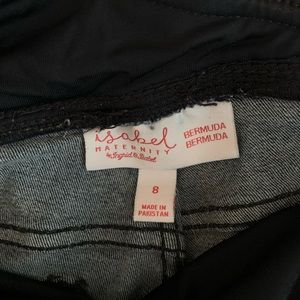 isabel
MATERNITY
by Ingrid & Isabel
BERMUDA
BERMUDA
8
MADE IN
PAKISTAN